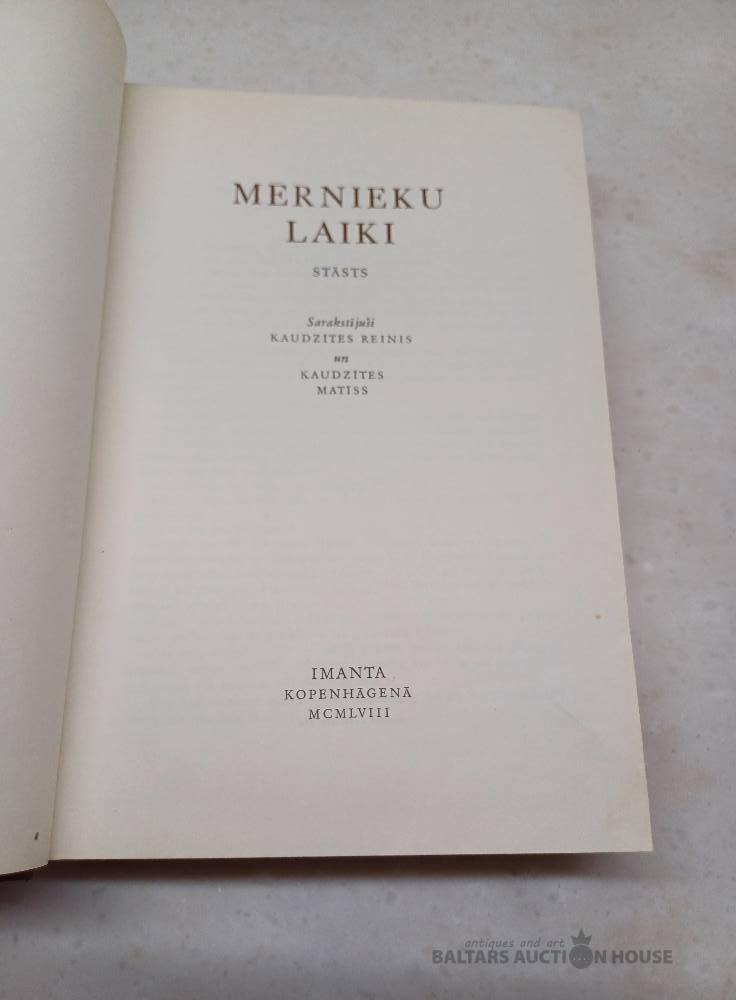 MĒRNIEKU
LAIKI
STĀSTS
Sarakstījuši
KAUDZĪTES REINIS
un
KAUDZĪTES
MATĪSS
IMANTA
KOPENHĀGENĀ
MCMLVIII
antiques and art
BALTARS AUCTION HOUSE